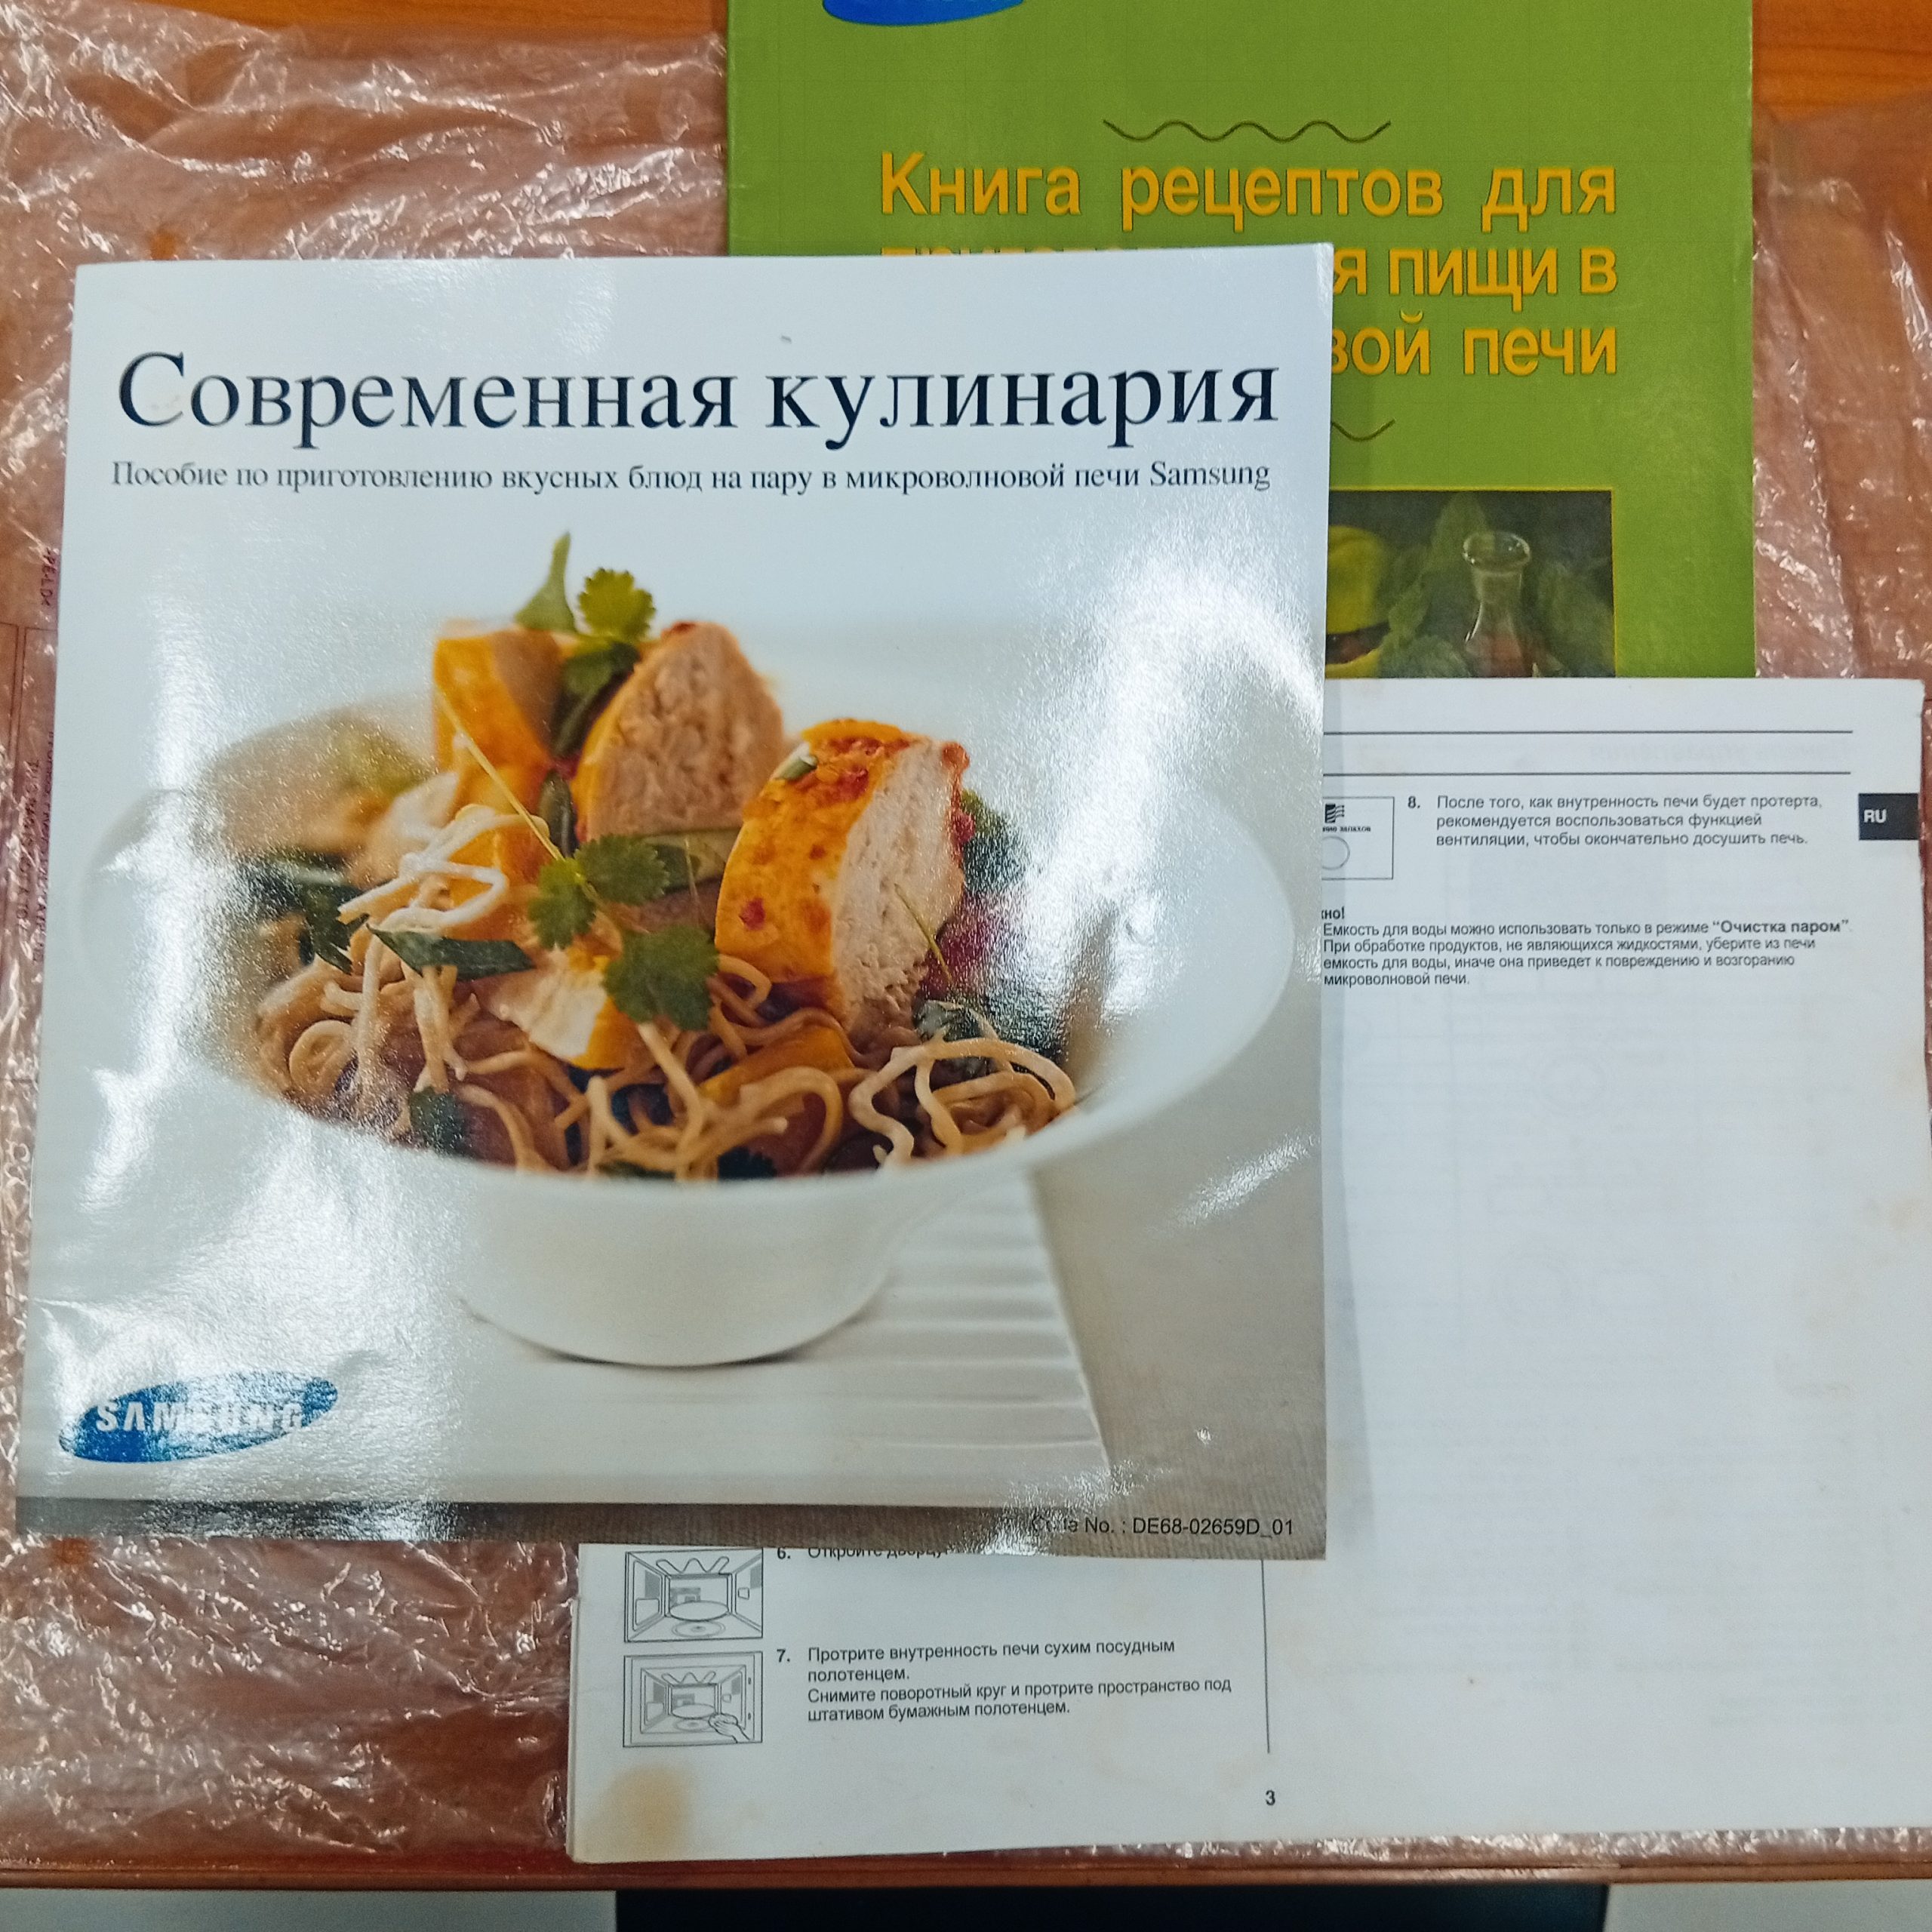 Книга рецептов для
я пищи в
вой печи
Современная кулинария
Пособие по приготовлению вкусных блюд на пару в микроволновой печи Samsung
SAMSUNG
No. : DE68-02659D_01
RU
8. После того, как внутренность печи будет протерта,
рекомендуется воспользоваться функцией
вентиляции, чтобы окончательно досушить печь.
но!
Емкость для воды можно использовать только в режиме “Очистка паром”.
При обработке продуктов, не являющихся жидкостями, уберите из печи
емкость для воды, иначе она приведет к повреждению и возгоранию
микроволновой печи.
6. Откройте дверцу
7. Протрите внутренность печи сухим посудным
полотенцем.
Снимите поворотный круг и протрите пространство под
штативом бумажным полотенцем.
3